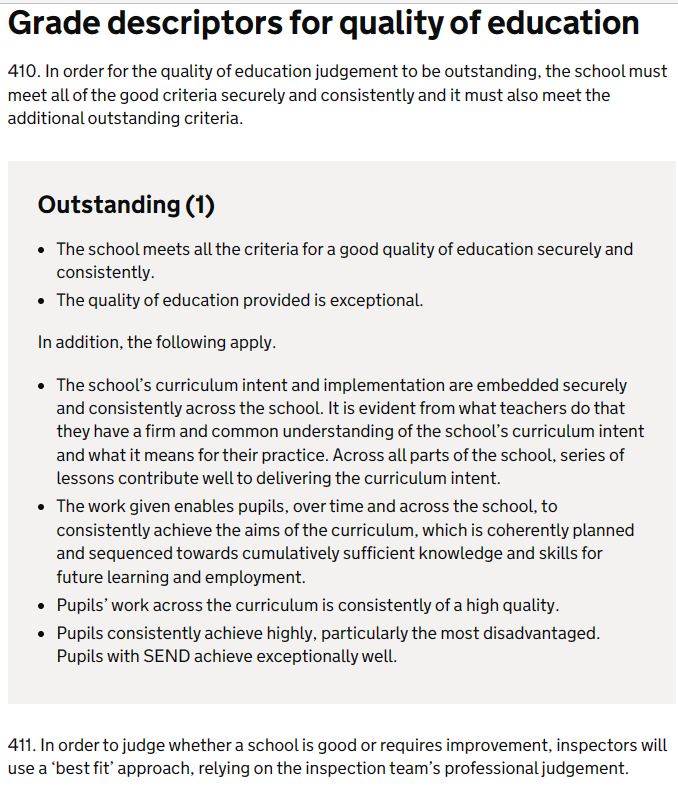 Grade descriptors for quality of education
410. In order for the quality of education judgement to be outstanding, the school must
meet all of the good criteria securely and consistently and it must also meet the
additional outstanding criteria.
Outstanding (1)
• The school meets all the criteria for a good quality of education securely and
consistently.
• The quality of education provided is exceptional.
In addition, the following apply.
• The school’s curriculum intent and implementation are embedded securely
and consistently across the school. It is evident from what teachers do that
they have a firm and common understanding of the school’s curriculum intent
and what it means for their practice. Across all parts of the school, series of
lessons contribute well to delivering the curriculum intent.
• The work given enables pupils, over time and across the school, to
consistently achieve the aims of the curriculum, which is coherently planned
and sequenced towards cumulatively sufficient knowledge and skills for
future learning and employment.
• Pupils’ work across the curriculum is consistently of a high quality.
• Pupils consistently achieve highly, particularly the most disadvantaged.
Pupils with SEND achieve exceptionally well.
411. In order to judge whether a school is good or requires improvement, inspectors will
use a ‘best fit’ approach, relying on the inspection team’s professional judgement.